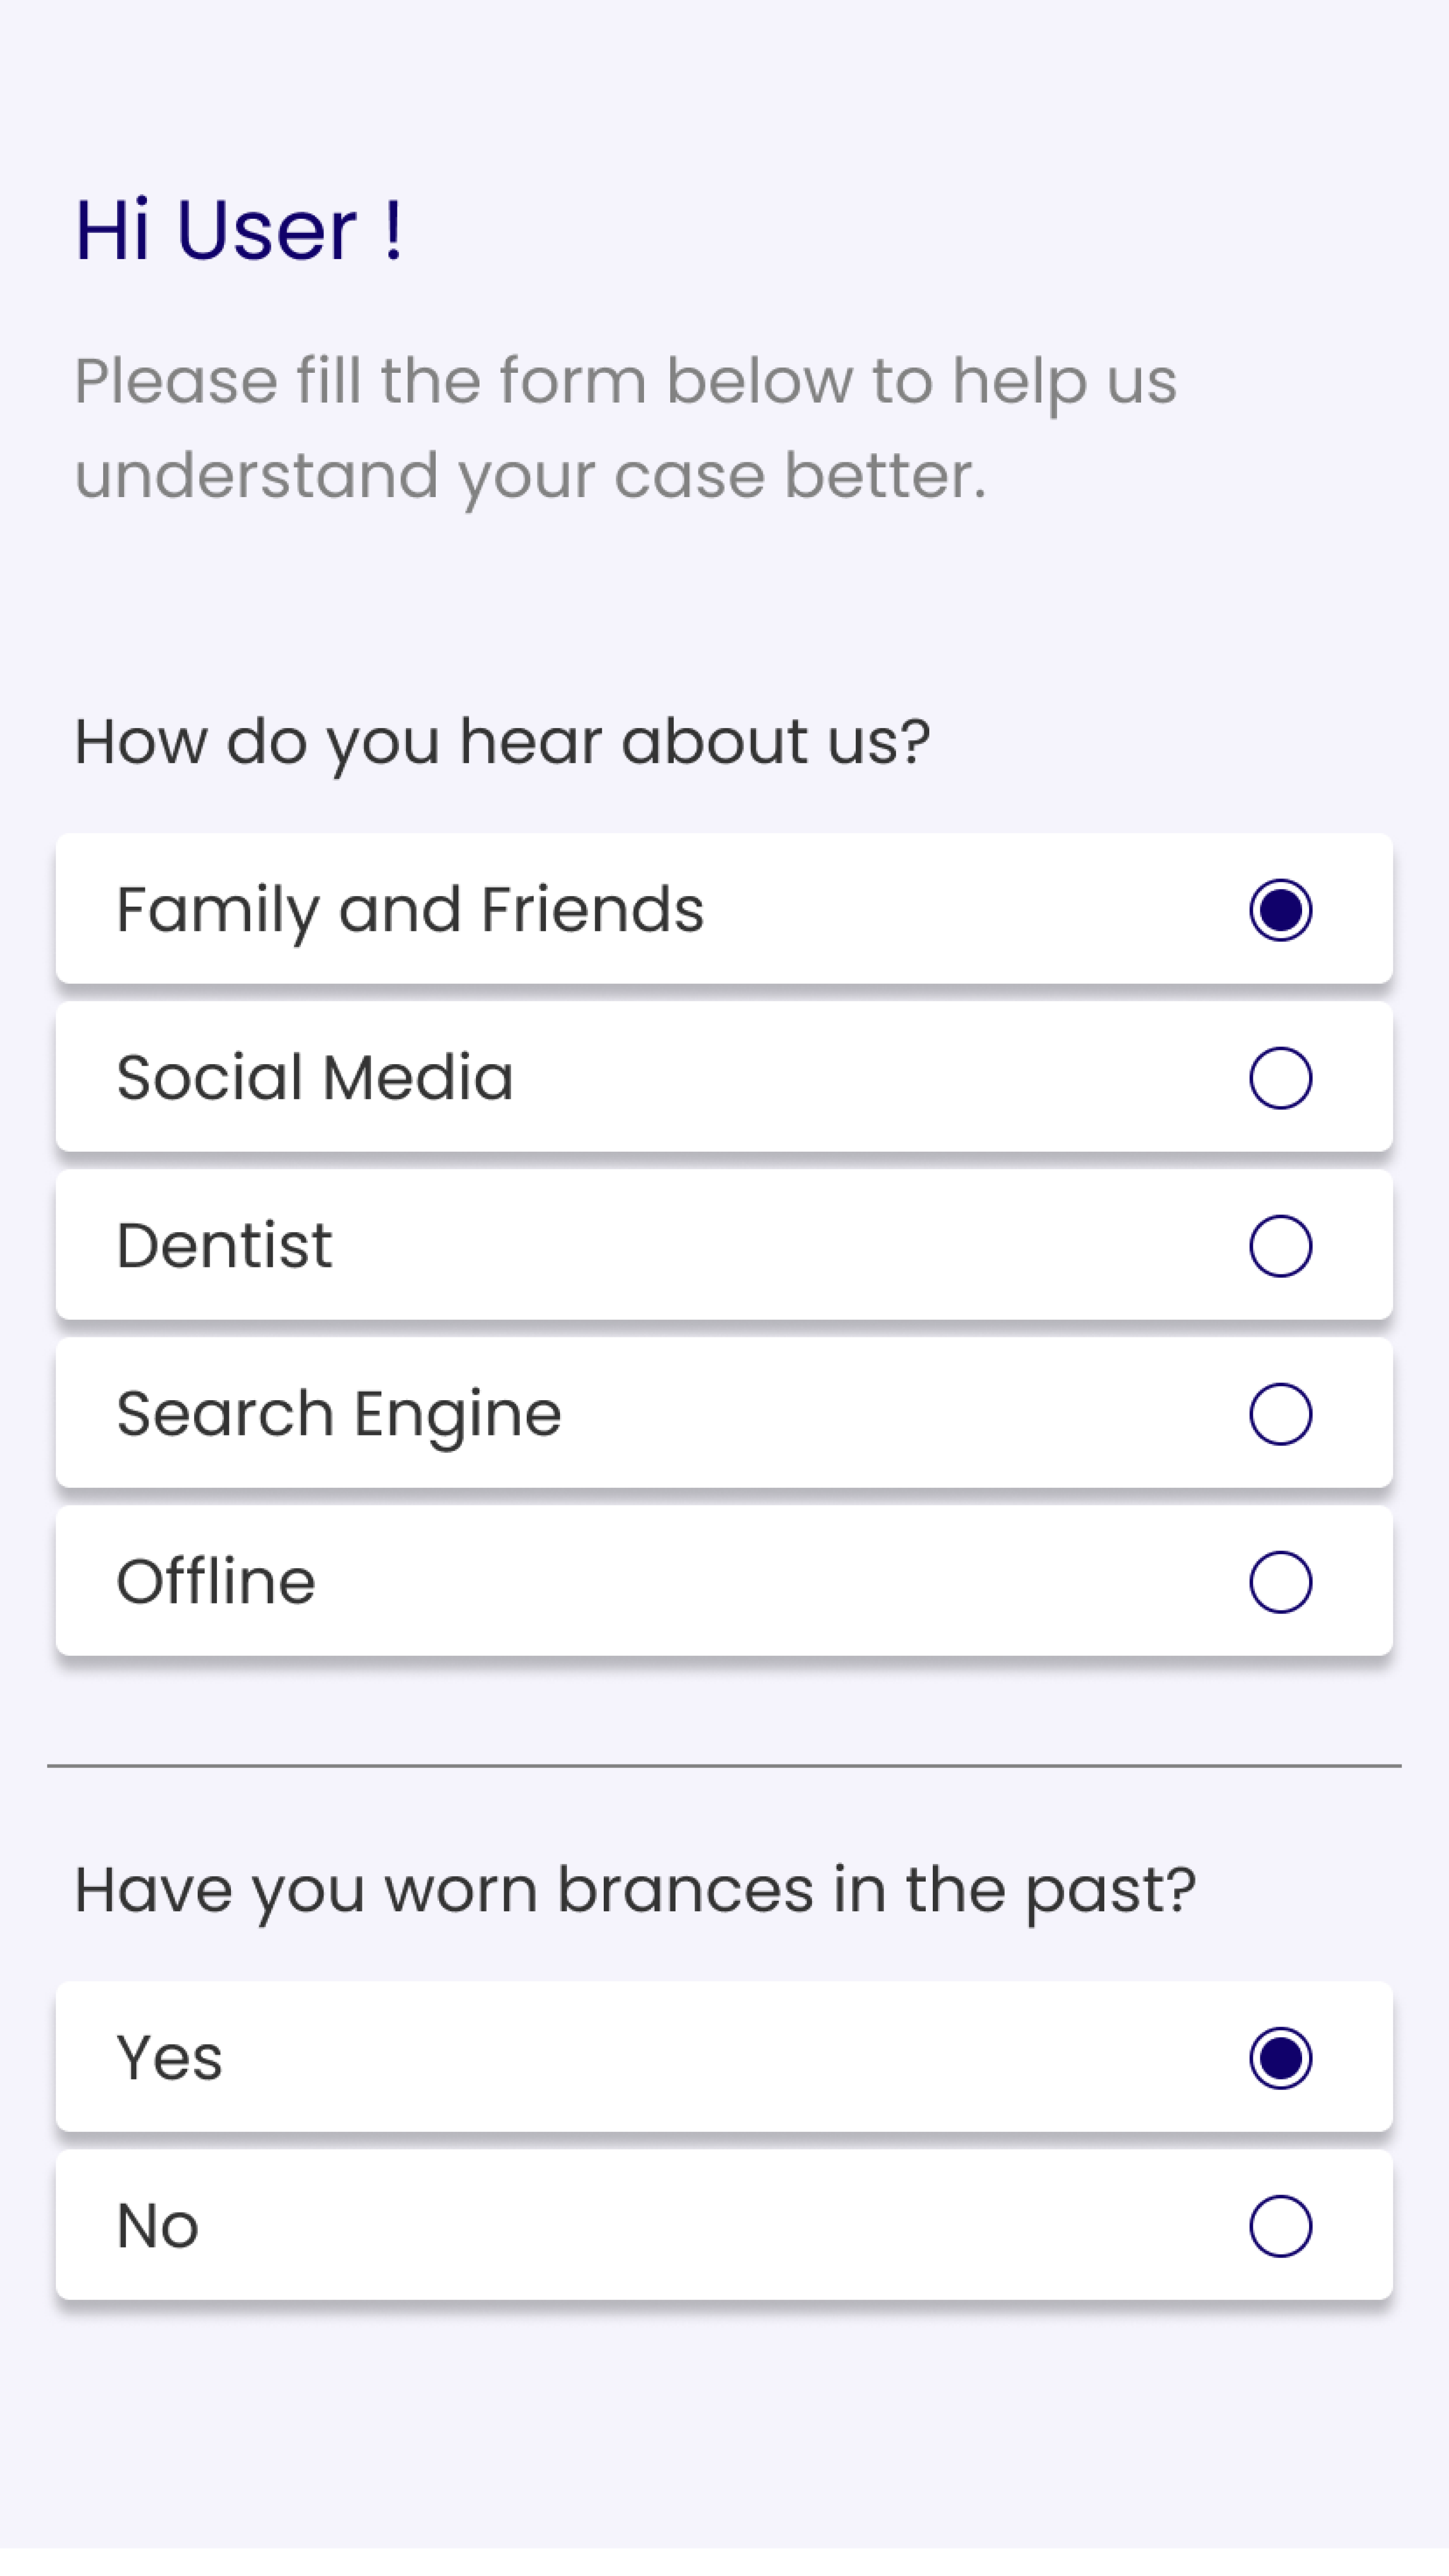 Hi User !
Please fill the form below to help us
understand your case better.
How do you hear about us?
Family and Friends
Social Media
Dentist
Search Engine
Offline
Have you worn brances in the past?
Yes
No